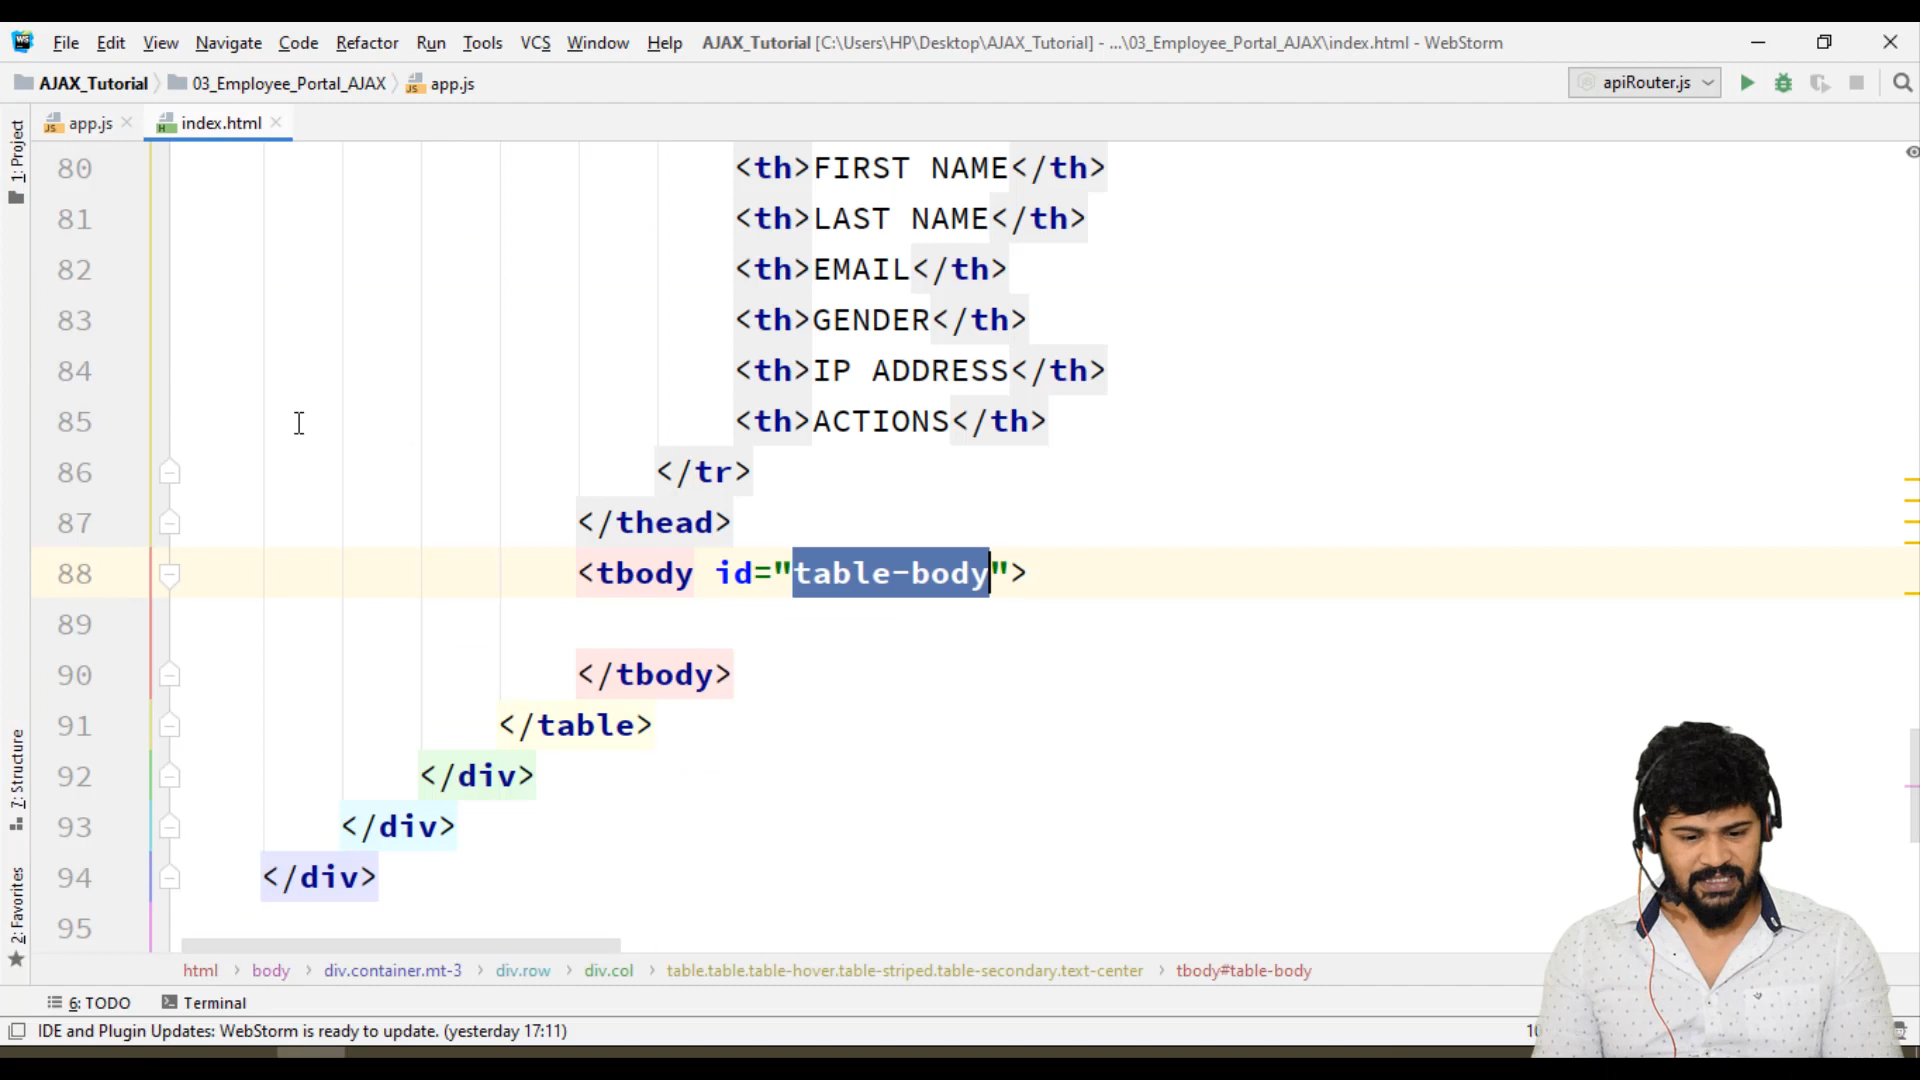 WS File Edit View Navigate Code Refactor Run Tools VCS Window Help AJAX_Tutorial [C:\Users\HP\Desktop\AJAX_Tutorial] - ...\03_Employee_Portal_AJAX\index.html - WebStorm
AJAX_Tutorial 03_Employee_Portal_AJAX JS app.js apiRouter.js
JS app.js H index.html
1: Project
80 <th>FIRST NAME</th>
81 <th>LAST NAME</th>
82 <th>EMAIL</th>
83 <th>GENDER</th>
84 <th>IP ADDRESS</th>
85 <th>ACTIONS</th>
86 </tr>
87 </thead>
88 <tbody id="table-body">
89
90 </tbody>
91 </table>
92 </div>
93 </div>
94 </div>
95
7: Structure
2: Favorites
html › body › div.container.mt-3 › div.row › div.col › table.table.table-hover.table-striped.table-secondary.text-center › tbody#table-body
6: TODO Terminal
IDE and Plugin Updates: WebStorm is ready to update. (yesterday 17:11)